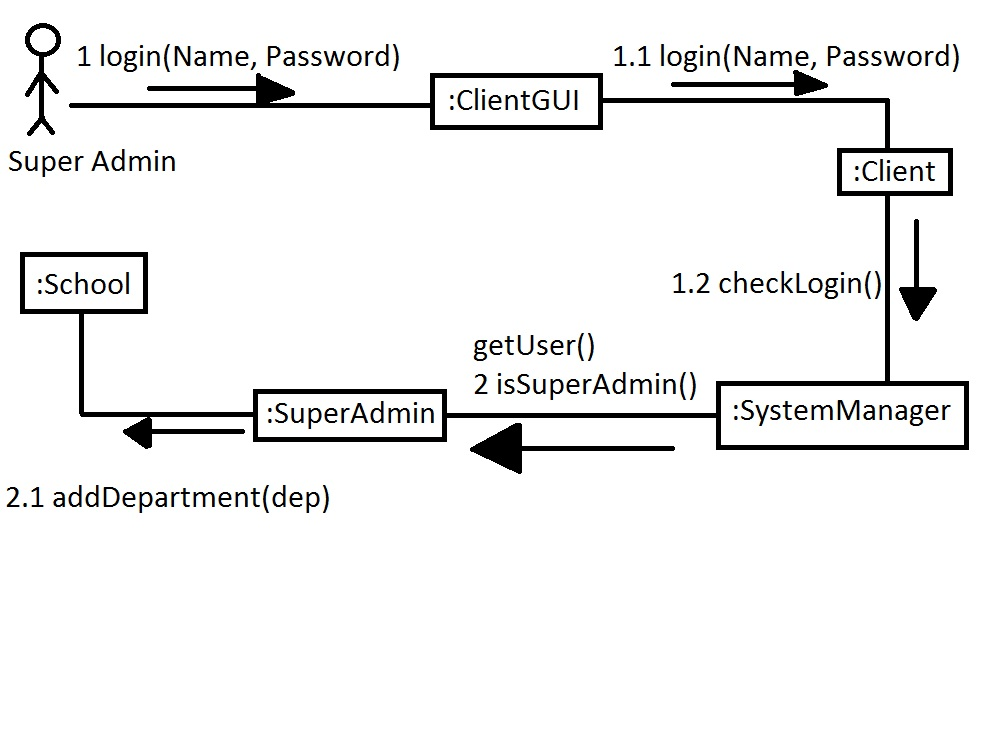 1 login(Name, Password)
1.1 login(Name, Password)
:ClientGUI
Super Admin
:Client
:School
1.2 checkLogin()
getUser()
2 isSuperAdmin()
:SuperAdmin
:SystemManager
2.1 addDepartment(dep)